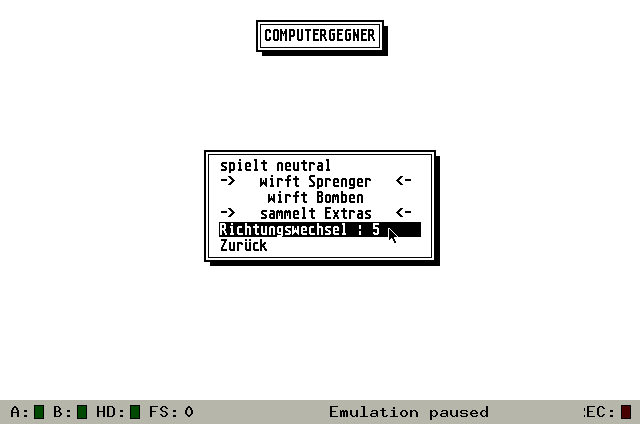 COMPUTERGEGNER
spielt neutral
-> wirft Sprenger <-
wirft Bomben
-> sammelt Extras <-
Richtungswechsel : 5
Zurück
A: B: HD: FS: 0 Emulation paused :EC: